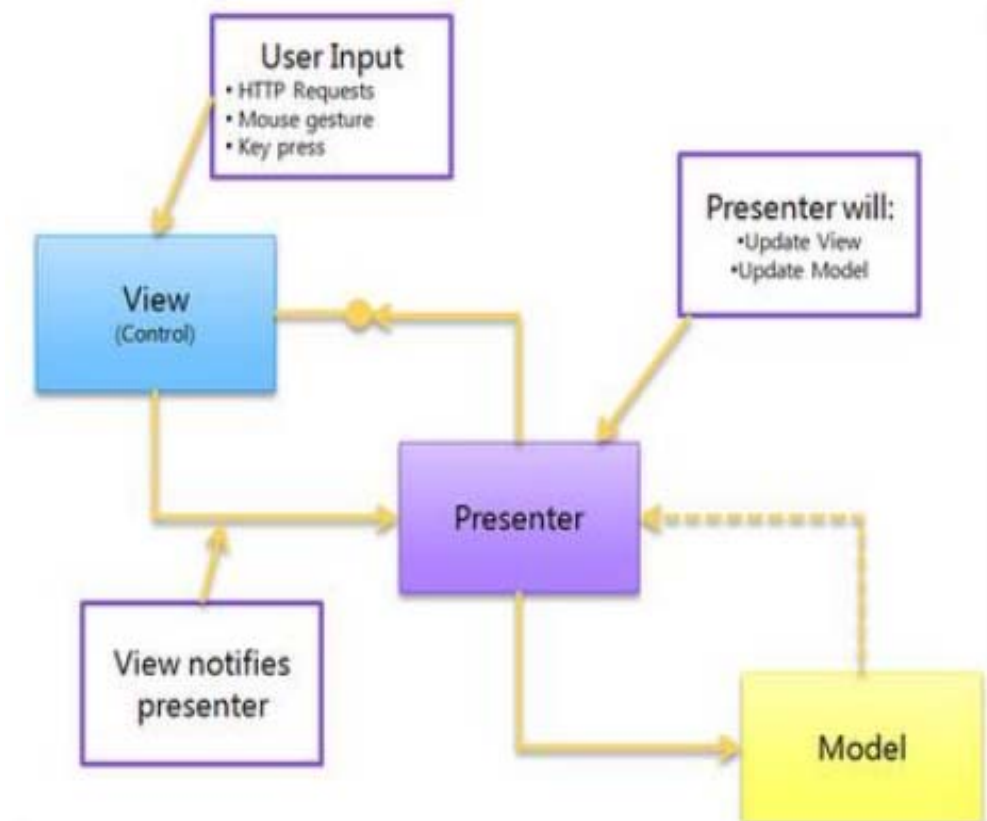 User Input
• HTTP Requests
• Mouse gesture
• Key press
Presenter will:
•Update View
•Update Model
View
(Control)
Presenter
View notifies
presenter
Model